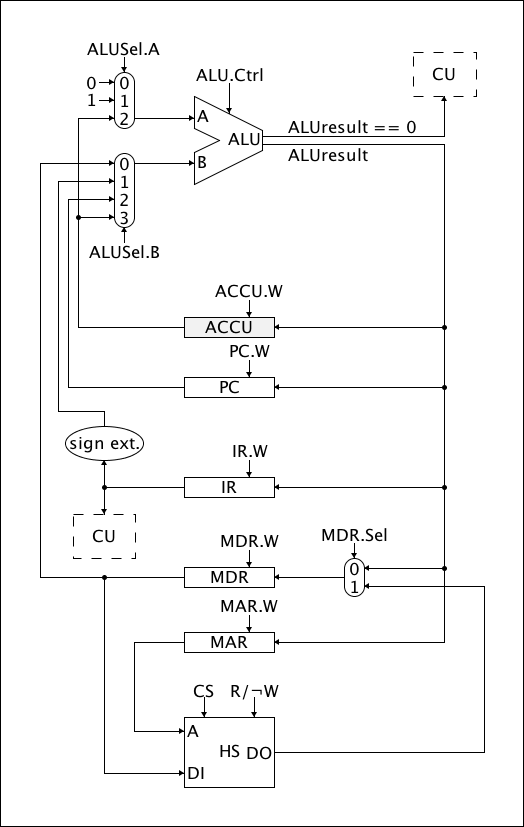 ALUSel.A
0
1
0
1
2
ALU.Ctrl
CU
A
B
ALU
ALUresult == 0
ALUresult
0
1
2
3
ALUSel.B
ACCU.W
ACCU
PC.W
PC
sign ext.
IR.W
IR
CU
MDR.W
MDR
MDR.Sel
0
1
MAR.W
MAR
CS
R/¬W
A
HS
DO
DI